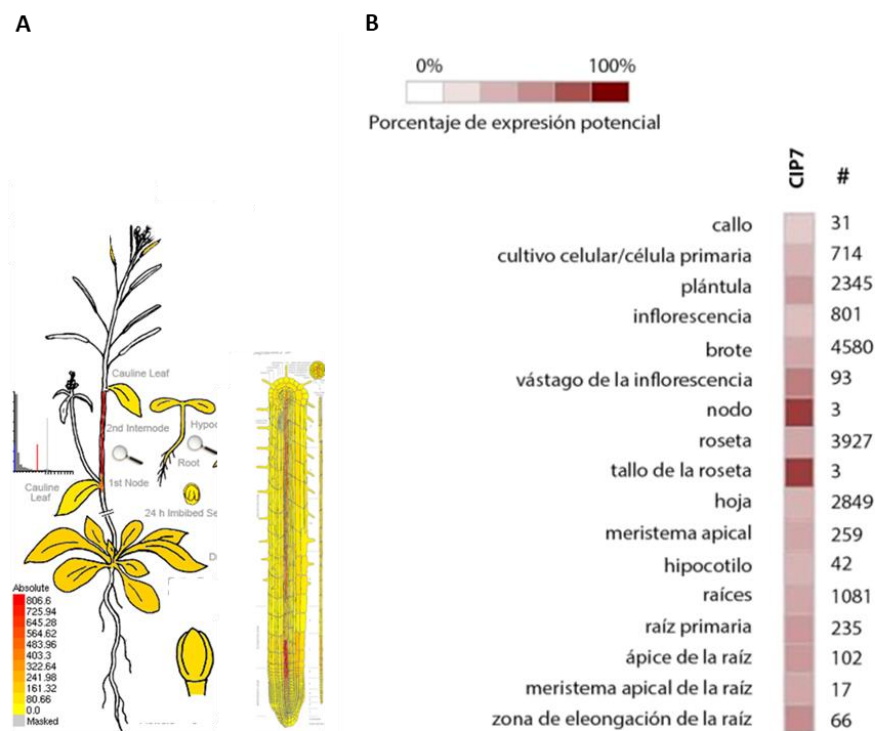 A
B
0% 100%
Porcentaje de expresión potencial
CIP7
#
callo 31
cultivo celular/célula primaria 714
plántula 2345
inflorescencia 801
brote 4580
vástago de la inflorescencia 93
nodo 3
roseta 3927
tallo de la roseta 3
hoja 2849
meristema apical 259
hipocotilo 42
raíces 1081
raíz primaria 235
ápice de la raíz 102
meristema apical de la raíz 17
zona de eleongación de la raíz 66
Cauline Leaf
2nd Internode
Hypoc
Root
Cauline
Leaf
1st Node
24 h Imbibed Se
D
Absolute
806.6
725.94
645.28
564.62
483.96
403.3
322.64
241.98
161.32
80.66
0.0
Masked